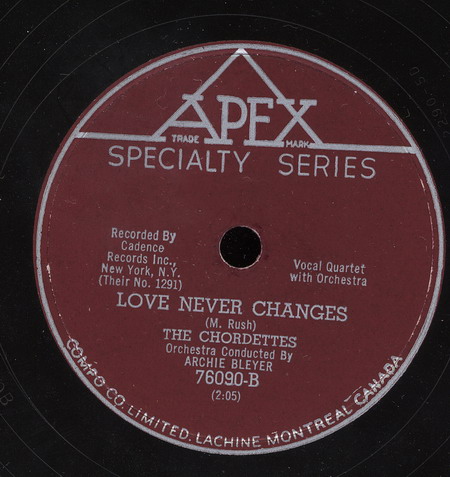 APEX
TRADE MARK
SPECIALTY SERIES
Recorded By
Cadence
Records Inc.,
New York, N.Y.
(Their No. 1291)
Vocal Quartet
with Orchestra
LOVE NEVER CHANGES
(M. Rush)
THE CHORDETTES
Orchestra Conducted By
ARCHIE BLEYER
76090-B
(2:05)
COMPO CO. LIMITED. LACHINE MONTREAL CANADA